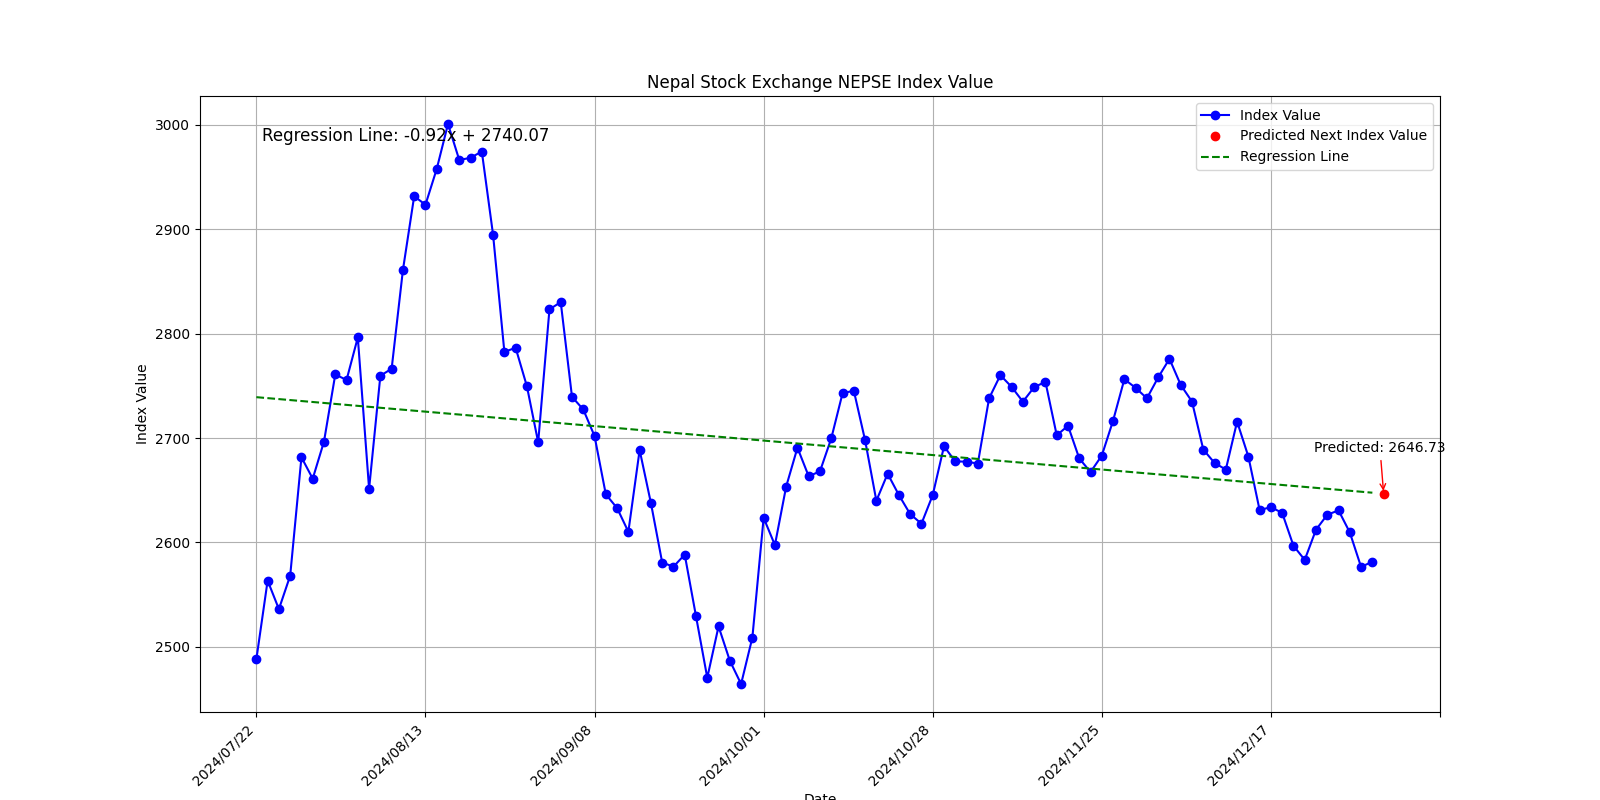 Nepal Stock Exchange NEPSE Index Value
Regression Line: -0.92x + 2740.07
Index Value
Predicted Next Index Value
Regression Line
3000
2900
2800
2700
2600
2500
Index Value
Predicted: 2646.73
2024/07/22
2024/08/13
2024/09/08
2024/10/01
2024/10/28
2024/11/25
2024/12/17
Date